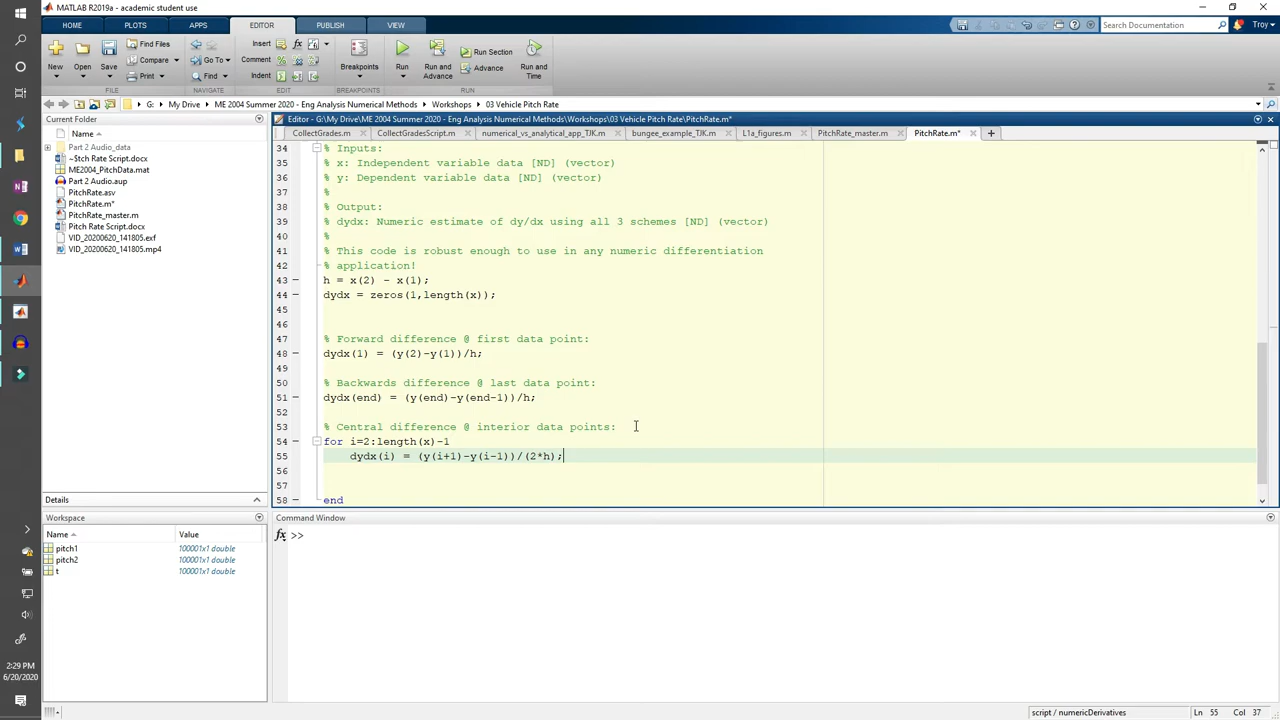 MATLAB R2019a - academic student use
HOME PLOTS APPS EDITOR PUBLISH VIEW
Search Documentation
Troy
New Open Save Find Files Compare Print
Go To Find
Insert Comment Indent
fx
Breakpoints
Run Run and Advance Run Section Advance Run and Time
FILE NAVIGATE EDIT BREAKPOINTS RUN
G: My Drive ME 2004 Summer 2020 - Eng Analysis Numerical Methods Workshops 03 Vehicle Pitch Rate
Current Folder
Name
Part 2 Audio_data
~$tch Rate Script.docx
ME2004_PitchData.mat
Part 2 Audio.aup
PitchRate.asv
PitchRate.m*
PitchRate_master.m
Pitch Rate Script.docx
VID_20200620_141805.exf
VID_20200620_141805.mp4
Details
Workspace
Name Value
pitch1 100001x1 double
pitch2 100001x1 double
t 100001x1 double
Editor - G:\My Drive\ME 2004 Summer 2020 - Eng Analysis Numerical Methods\Workshops\03 Vehicle Pitch Rate\PitchRate.m*
CollectGrades.m CollectGradesScript.m numerical_vs_analytical_app_TJK.m bungee_example_TJK.m L1a_figures.m PitchRate_master.m PitchRate.m*
34 % Inputs:
35 % x: Independent variable data [ND] (vector)
36 % y: Dependent variable data [ND] (vector)
37 %
38 % Output:
39 % dydx: Numeric estimate of dy/dx using all 3 schemes [ND] (vector)
40 %
41 % This code is robust enough to use in any numeric differentiation
42 % application!
43 h = x(2) - x(1);
44 dydx = zeros(1,length(x));
45
46
47 % Forward difference @ first data point:
48 dydx(1) = (y(2)-y(1))/h;
49
50 % Backwards difference @ last data point:
51 dydx(end) = (y(end)-y(end-1))/h;
52
53 % Central difference @ interior data points:
54 for i=2:length(x)-1
55 dydx(i) = (y(i+1)-y(i-1))/(2*h);
56
57
58 end
Command Window
fx >>
2:29 PM
6/20/2020
script / numericDerivatives Ln 55 Col 37